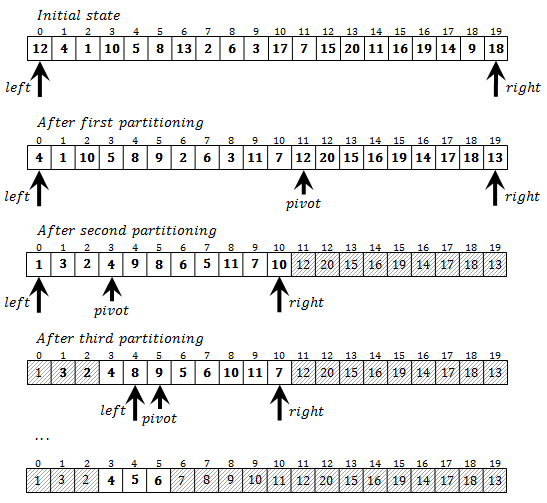 Initial state
0 1 2 3 4 5 6 7 8 9 10 11 12 13 14 15 16 17 18 19
12 4 1 10 5 8 13 2 6 3 17 7 15 20 11 16 19 14 9 18
left right
After first partitioning
0 1 2 3 4 5 6 7 8 9 10 11 12 13 14 15 16 17 18 19
4 1 10 5 8 9 2 6 3 11 7 12 20 15 16 19 14 17 18 13
left pivot right
After second partitioning
0 1 2 3 4 5 6 7 8 9 10 11 12 13 14 15 16 17 18 19
1 3 2 4 9 8 6 5 11 7 10 12 20 15 16 19 14 17 18 13
left pivot right
After third partitioning
0 1 2 3 4 5 6 7 8 9 10 11 12 13 14 15 16 17 18 19
1 3 2 4 8 9 5 6 10 11 7 12 20 15 16 19 14 17 18 13
left pivot right
...
0 1 2 3 4 5 6 7 8 9 10 11 12 13 14 15 16 17 18 19
1 3 2 4 5 6 7 8 9 10 11 12 20 15 16 19 14 17 18 13